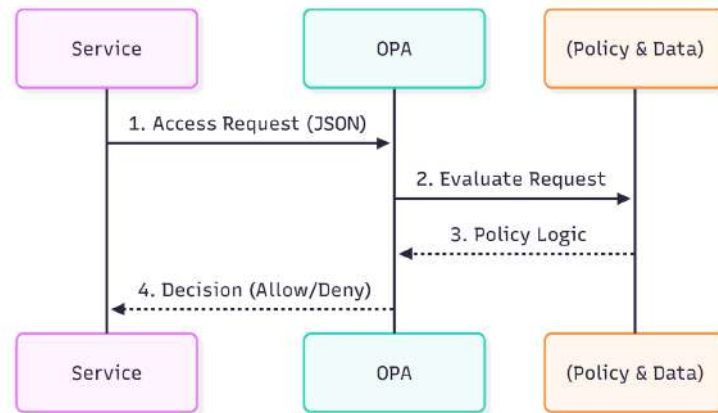 Service
OPA
(Policy & Data)
1. Access Request (JSON)
2. Evaluate Request
3. Policy Logic
4. Decision (Allow/Deny)
Service
OPA
(Policy & Data)